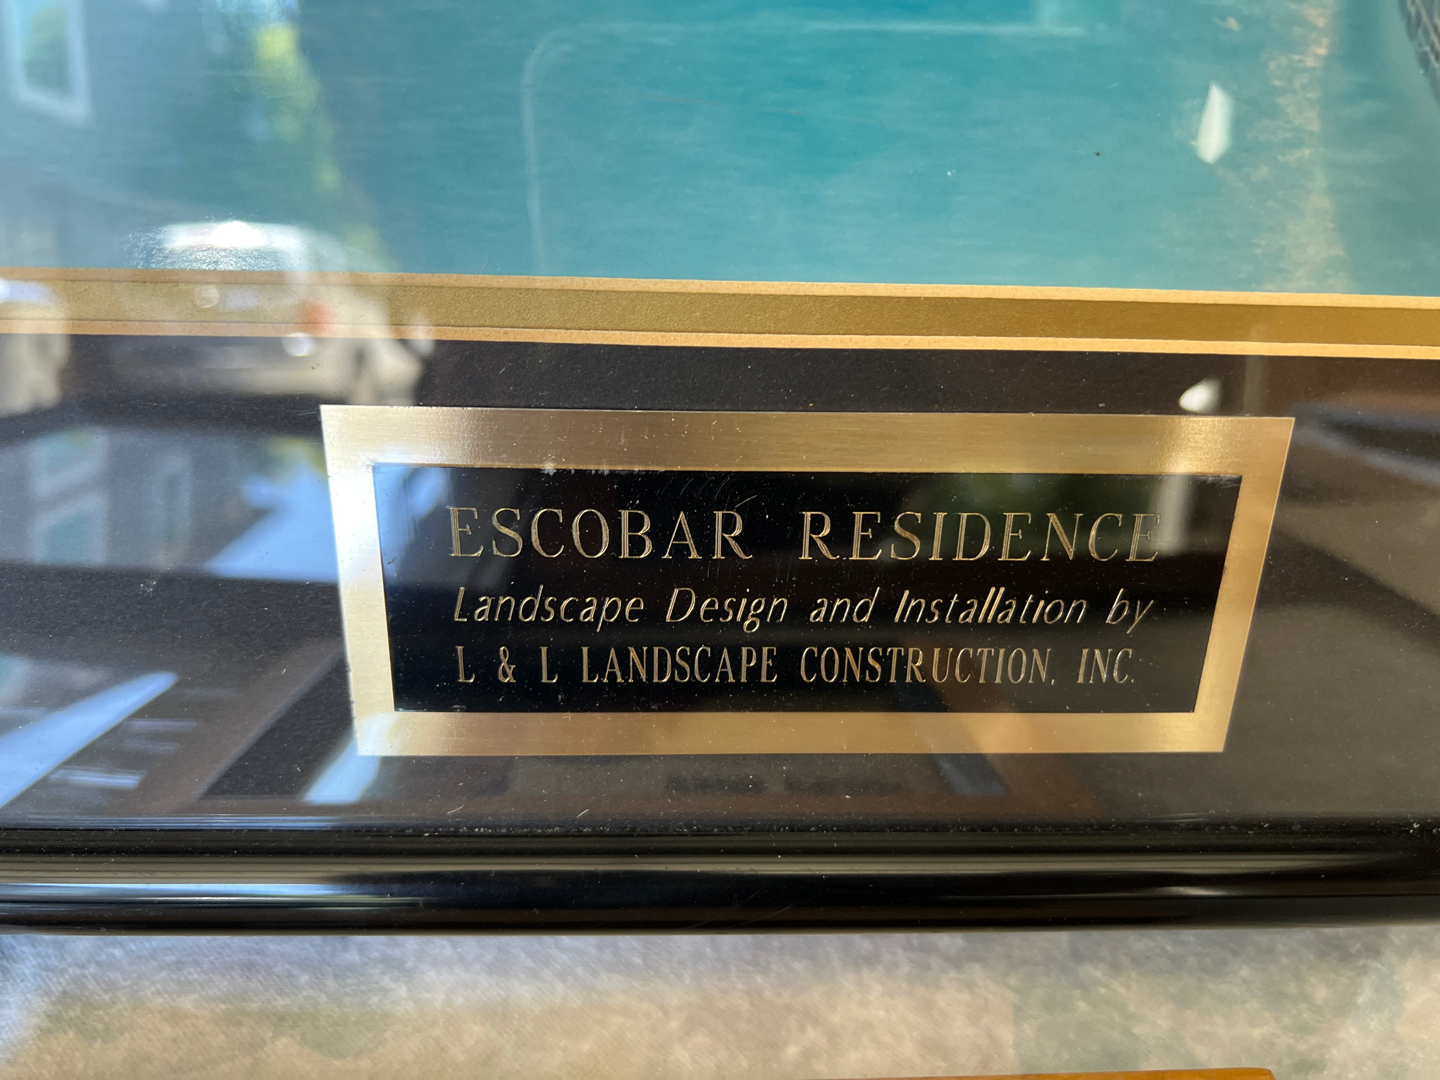 ESCOBAR RESIDENCE
Landscape Design and Installation by
L & L LANDSCAPE CONSTRUCTION, INC.